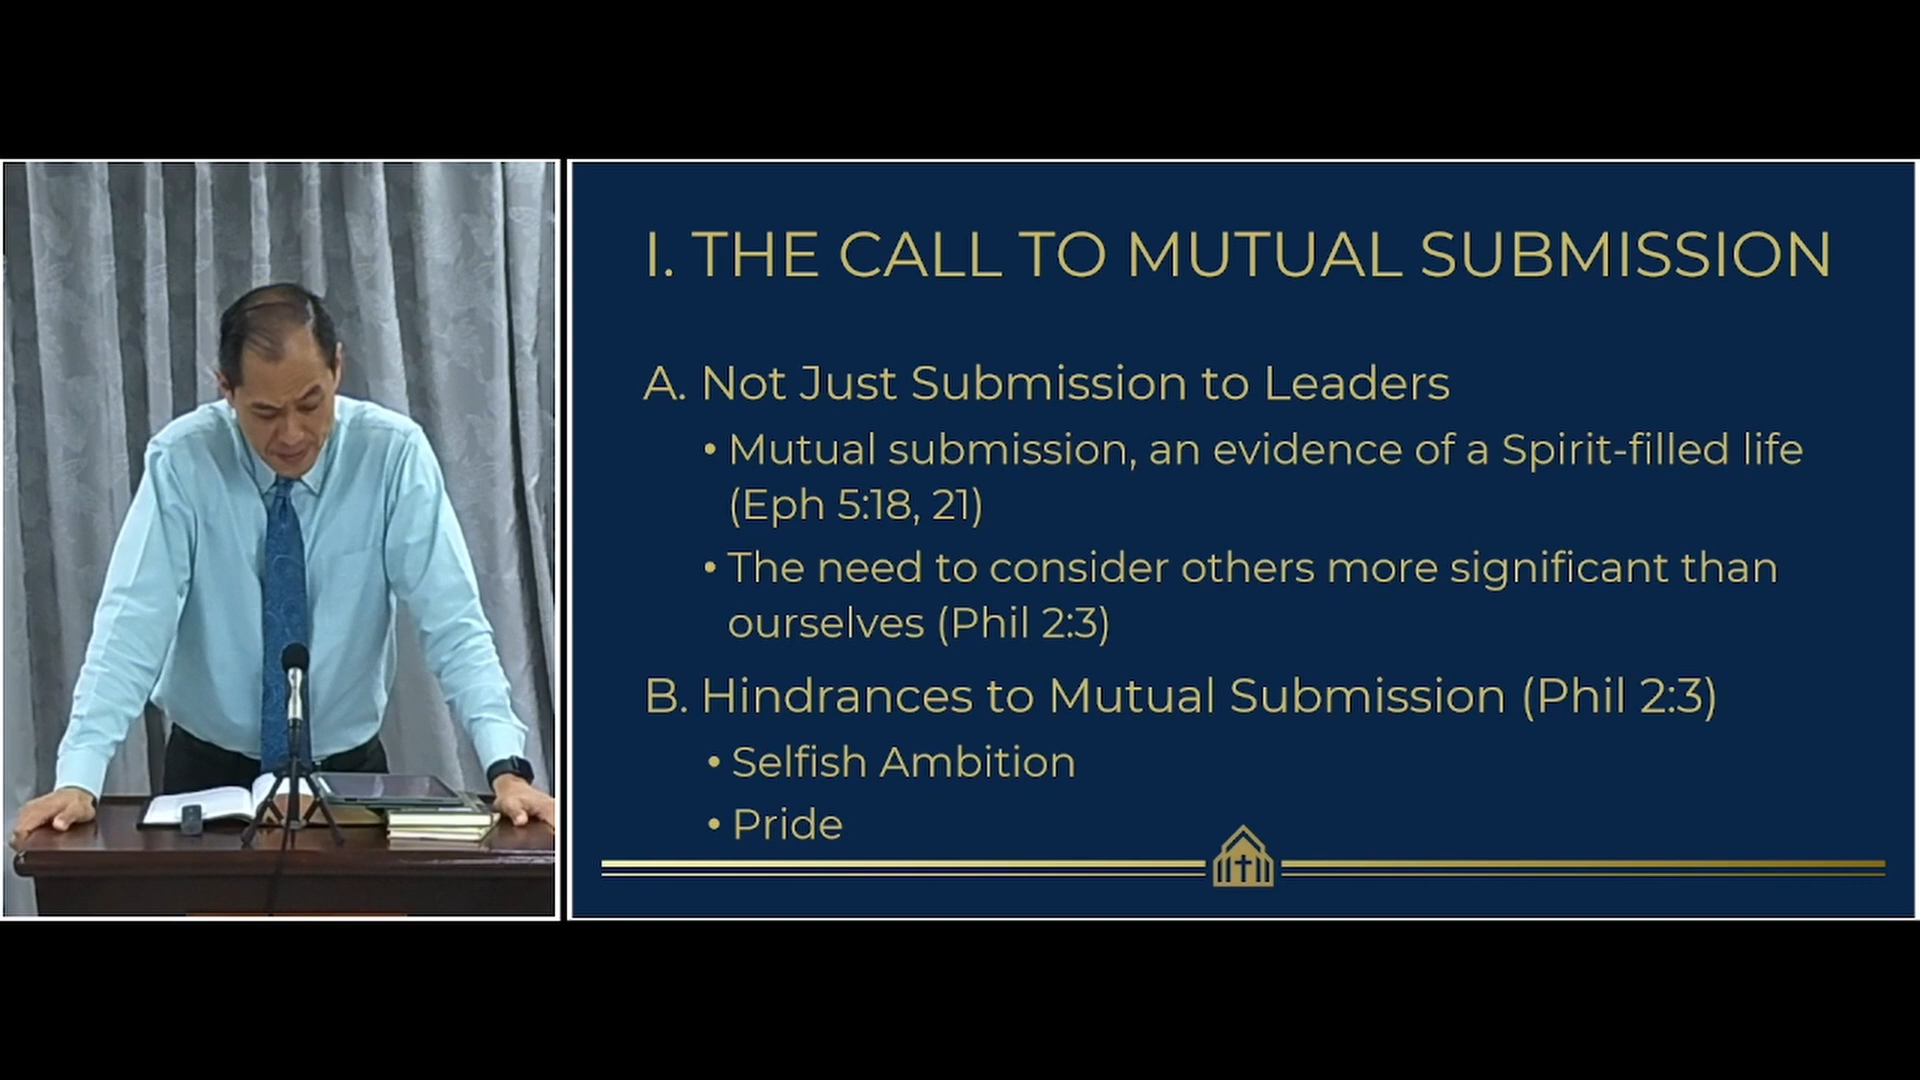 I. THE CALL TO MUTUAL SUBMISSION
A. Not Just Submission to Leaders
• Mutual submission, an evidence of a Spirit-filled life
(Eph 5:18, 21)
• The need to consider others more significant than
ourselves (Phil 2:3)
B. Hindrances to Mutual Submission (Phil 2:3)
• Selfish Ambition
• Pride